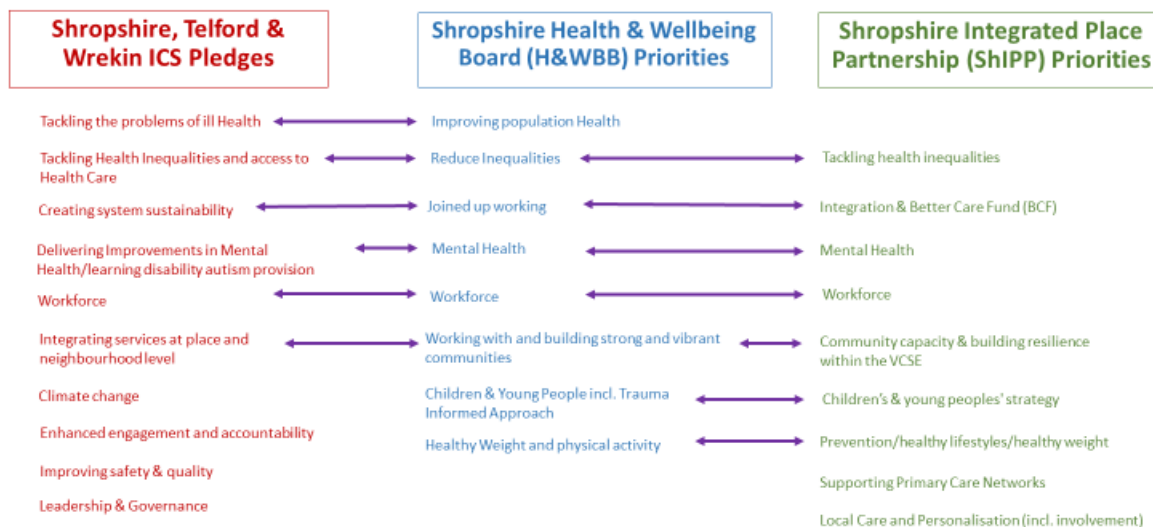 Shropshire, Telford &
Wrekin ICS Pledges
Shropshire Health & Wellbeing
Board (H&WBB) Priorities
Shropshire Integrated Place
Partnership (ShIPP) Priorities
Tackling the problems of ill Health
Improving population Health
Tackling Health Inequalities and access to
Health Care
Reduce Inequalities
Tackling health inequalities
Creating system sustainability
Joined up working
Integration & Better Care Fund (BCF)
Delivering Improvements in Mental
Health/learning disability autism provision
Mental Health
Mental Health
Workforce
Workforce
Workforce
Integrating services at place and
neighbourhood level
Working with and building strong and vibrant
communities
Community capacity & building resilience
within the VCSE
Climate change
Children & Young People incl. Trauma
Informed Approach
Children's & young peoples' strategy
Enhanced engagement and accountability
Healthy Weight and physical activity
Prevention/healthy lifestyles/healthy weight
Improving safety & quality
Supporting Primary Care Networks
Leadership & Governance
Local Care and Personalisation (incl. involvement)